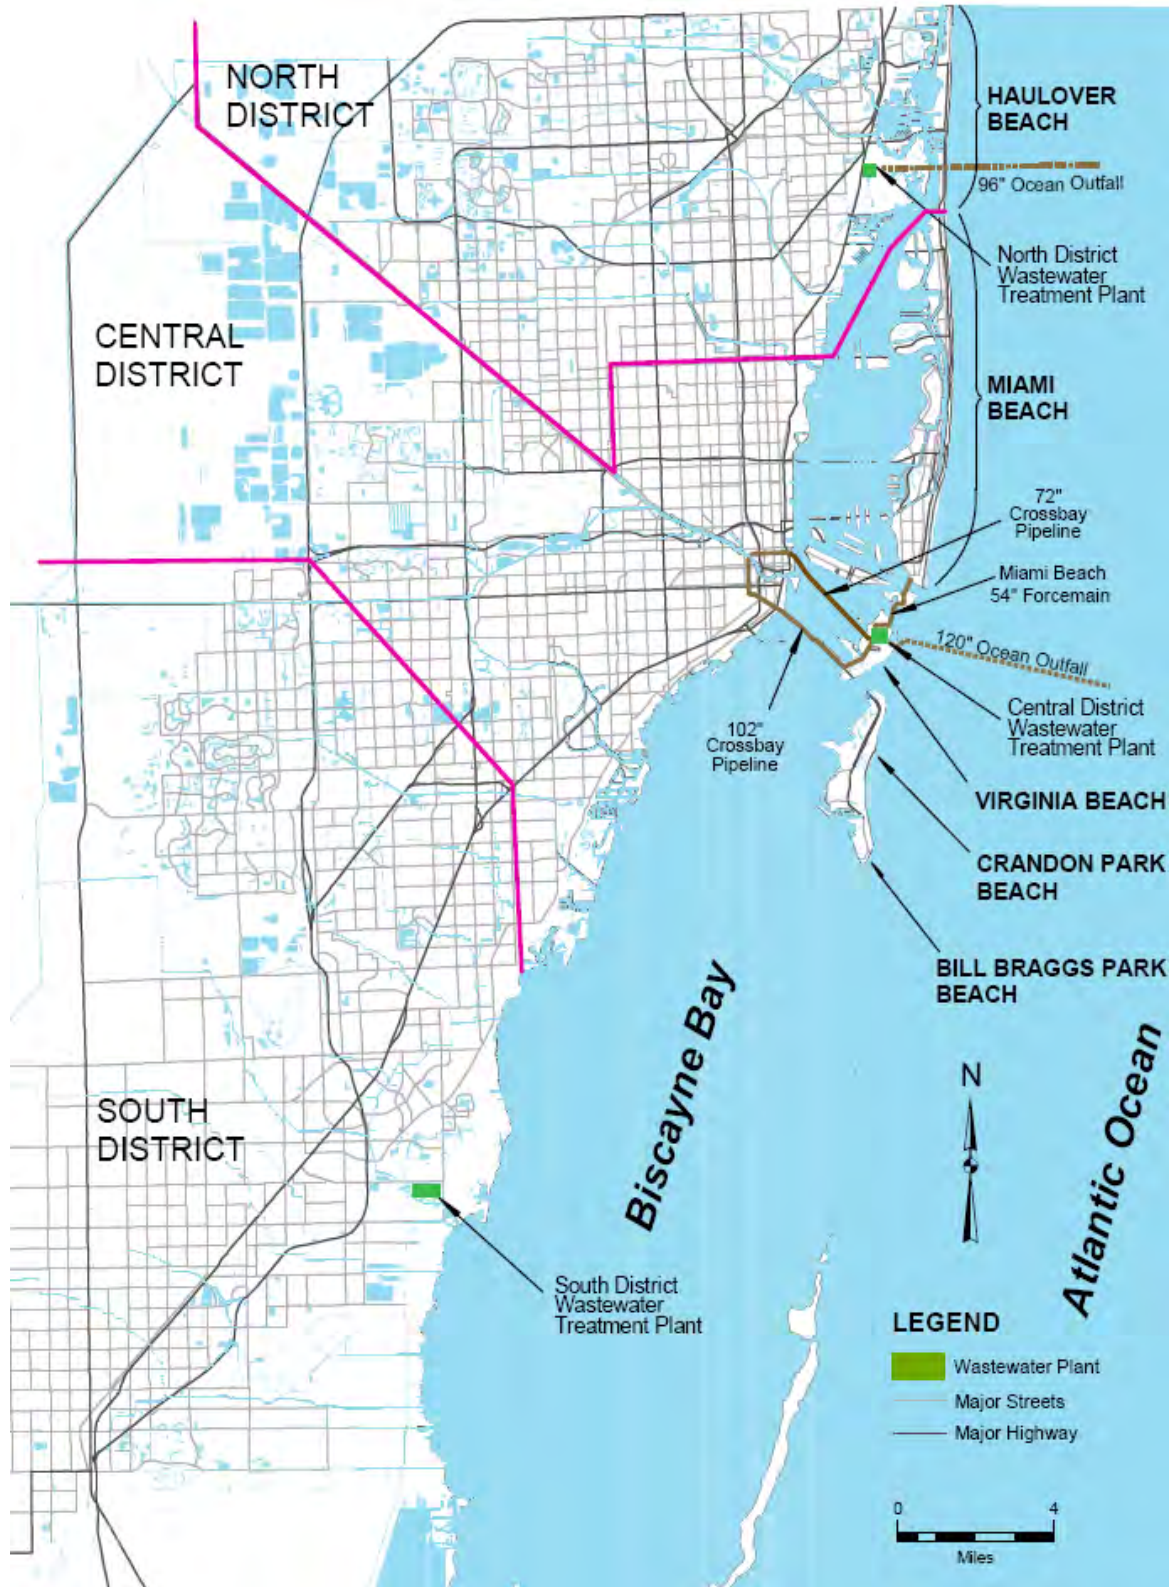 NORTH
DISTRICT
HAULOVER
BEACH
96" Ocean Outfall
North District
Wastewater
Treatment Plant
CENTRAL
DISTRICT
MIAMI
BEACH
72"
Crossbay
Pipeline
Miami Beach
54" Forcemain
120" Ocean Outfall
Central District
Wastewater
Treatment Plant
102"
Crossbay
Pipeline
VIRGINIA BEACH
CRANDON PARK
BEACH
BILL BRAGGS PARK
BEACH
Biscayne Bay
Atlantic Ocean
N
SOUTH
DISTRICT
South District
Wastewater
Treatment Plant
LEGEND
Wastewater Plant
Major Streets
Major Highway
0 4
Miles